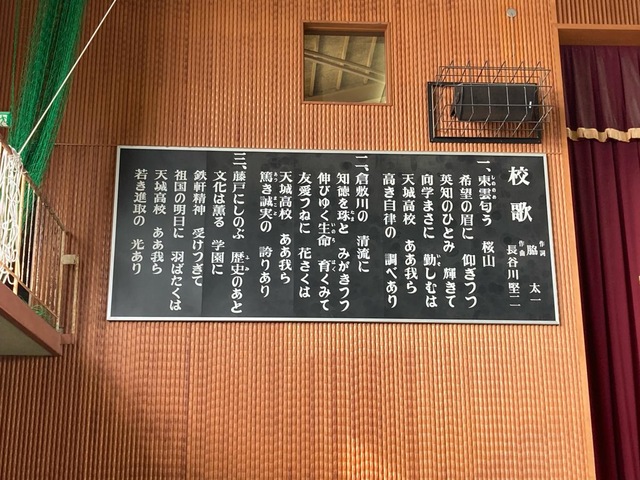 校歌
作詞 脇 太一
作曲 長谷川堅二
一、東雲匂う 桜山
希望の眉に 仰ぎつつ
英知のひとみ 輝きて
向学まさに 勤しむは
天城高校 ああ我ら
高き自律の 調べあり
二、倉敷川の 清流に
知徳を珠と みがきつつ
伸びゆく生命 育くみて
友愛つねに 花さくは
天城高校 ああ我ら
篤き誠実の 誇りあり
三、藤戸にしのぶ 歴史のあと
文化は薫る 学園に
鉄軒精神 受けつぎて
祖国の明日に 羽ばたくは
天城高校 ああ我ら
若き進取の 光あり